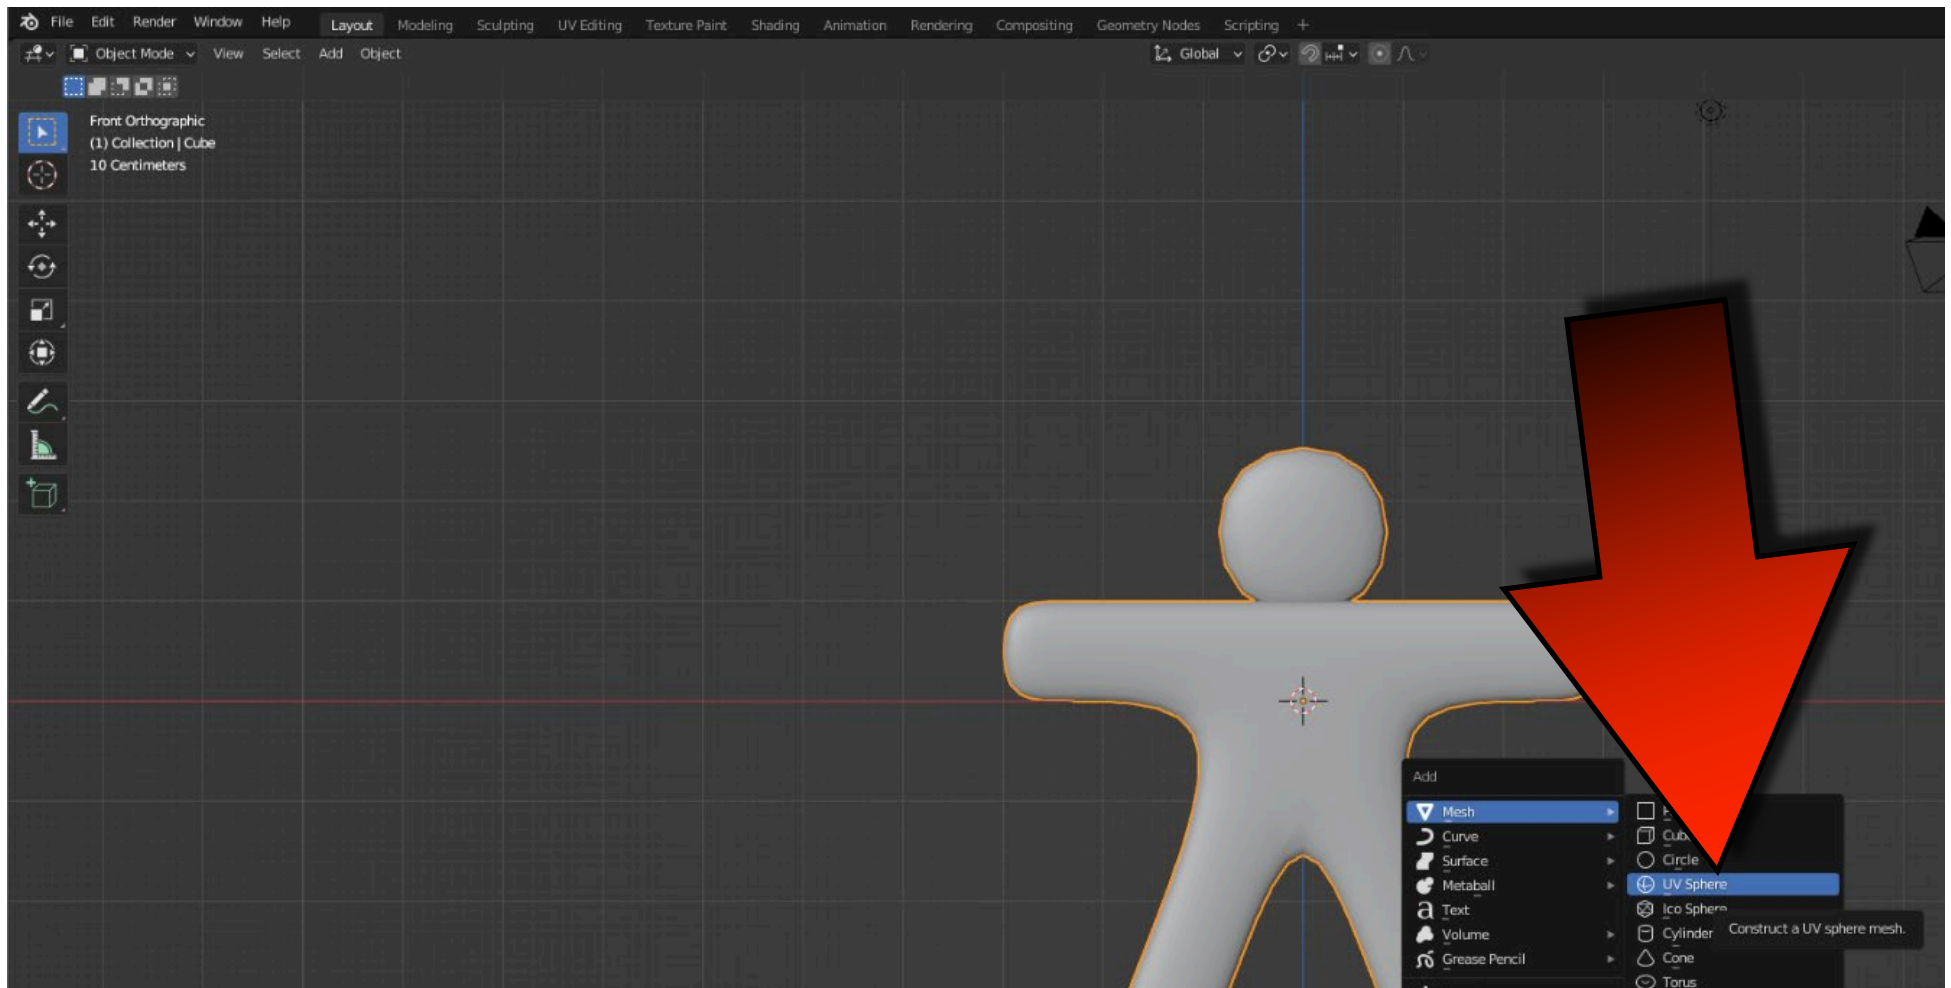 File Edit Render Window Help Layout Modeling Sculpting UV Editing Texture Paint Shading Animation Rendering Compositing Geometry Nodes Scripting +
Object Mode View Select Add Object Global
Front Orthographic
(1) Collection | Cube
10 Centimeters
Add
Mesh
Curve
Surface
Metaball
Text
Volume
Grease Pencil
Circle
UV Sphere
Ico Sphere
Cylinder
Cone
Torus
Construct a UV sphere mesh.